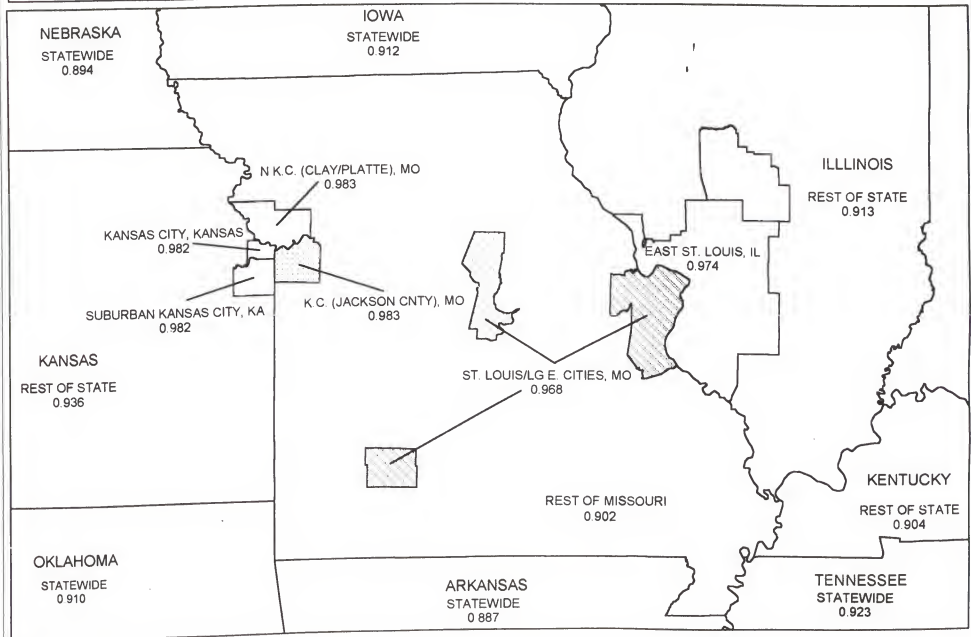 NEBRASKA
STATEWIDE
0.894
IOWA
STATEWIDE
0.912
ILLLINOIS
REST OF STATE
0.913
N K.C. (CLAY/PLATTE), MO
0.983
KANSAS CITY, KANSAS
0.982
EAST ST. LOUIS, IL
0.974
K.C. (JACKSON CNTY), MO
0.983
SUBURBAN KANSAS CITY, KA
0.982
KANSAS
REST OF STATE
0.936
ST. LOUIS/LG E. CITIES, MO
0.968
REST OF MISSOURI
0.902
KENTUCKY
REST OF STATE
0.904
OKLAHOMA
STATEWIDE
0.910
ARKANSAS
STATEWIDE
0.887
TENNESSEE
STATEWIDE
0.923